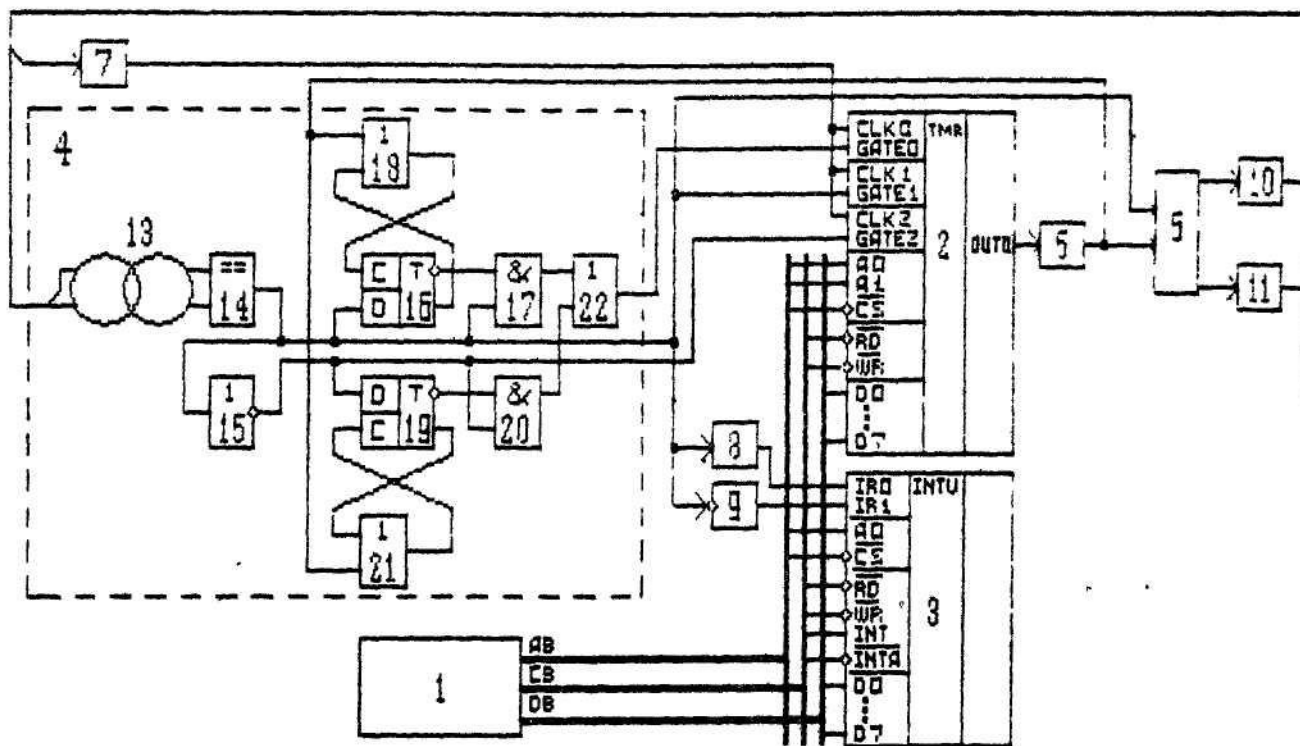 7
4
1
18
CLK0 TMR
GATE0
CLK1
GATE1
CLK2
GATE2
2
OUT0
5
5
10
11
13
==
14
C T
D 16
&
17
1
22
A0
A1
CS
RD
WR
D0
D7
1
15
D T
C 19
&
20
8
9
IR0 INTU
IR1
A0
CS
RD
WR
INT
INTA
D0
D7
3
1
21
1
AB
CB
DB